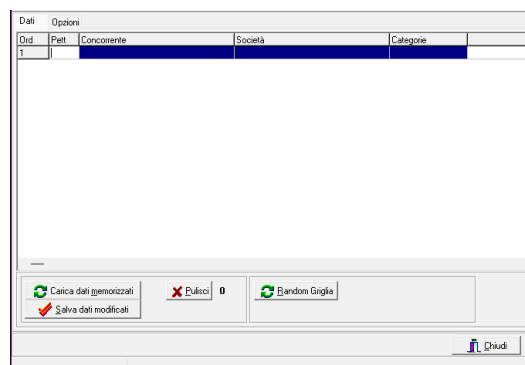 Dati Opzioni
Ord Pett Concorrente Società Categorie
1
Carica dati memorizzati Pulisci 0 Random Griglia
Salva dati modificati
Chiudi